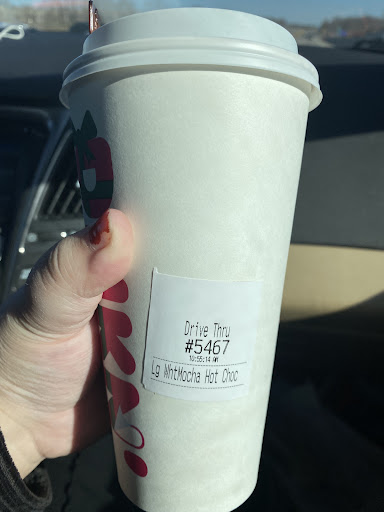 Drive Thru
#5467
10:55:14 AM
Lg WhtMocha Hot Choc